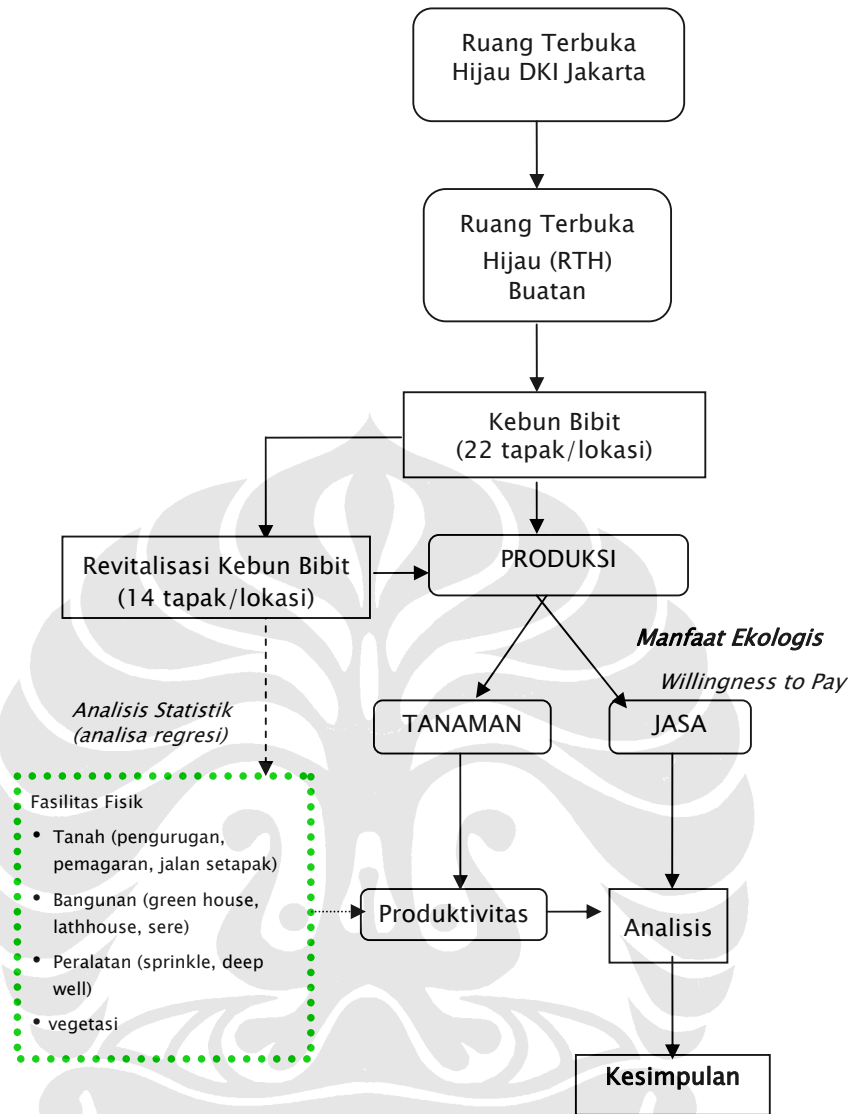 Ruang Terbuka
Hijau DKI Jakarta
Ruang Terbuka
Hijau (RTH)
Buatan
Kebun Bibit
(22 tapak/lokasi)
Revitalisasi Kebun Bibit
(14 tapak/lokasi)
PRODUKSI
Manfaat Ekologis
Willingness to Pay
Analisis Statistik
(analisa regresi)
TANAMAN
JASA
Fasilitas Fisik
• Tanah (pengurugan,
pemagaran, jalan setapak)
• Bangunan (green house,
lathhouse, sere)
• Peralatan (sprinkle, deep
well)
• vegetasi
Produktivitas
Analisis
Kesimpulan